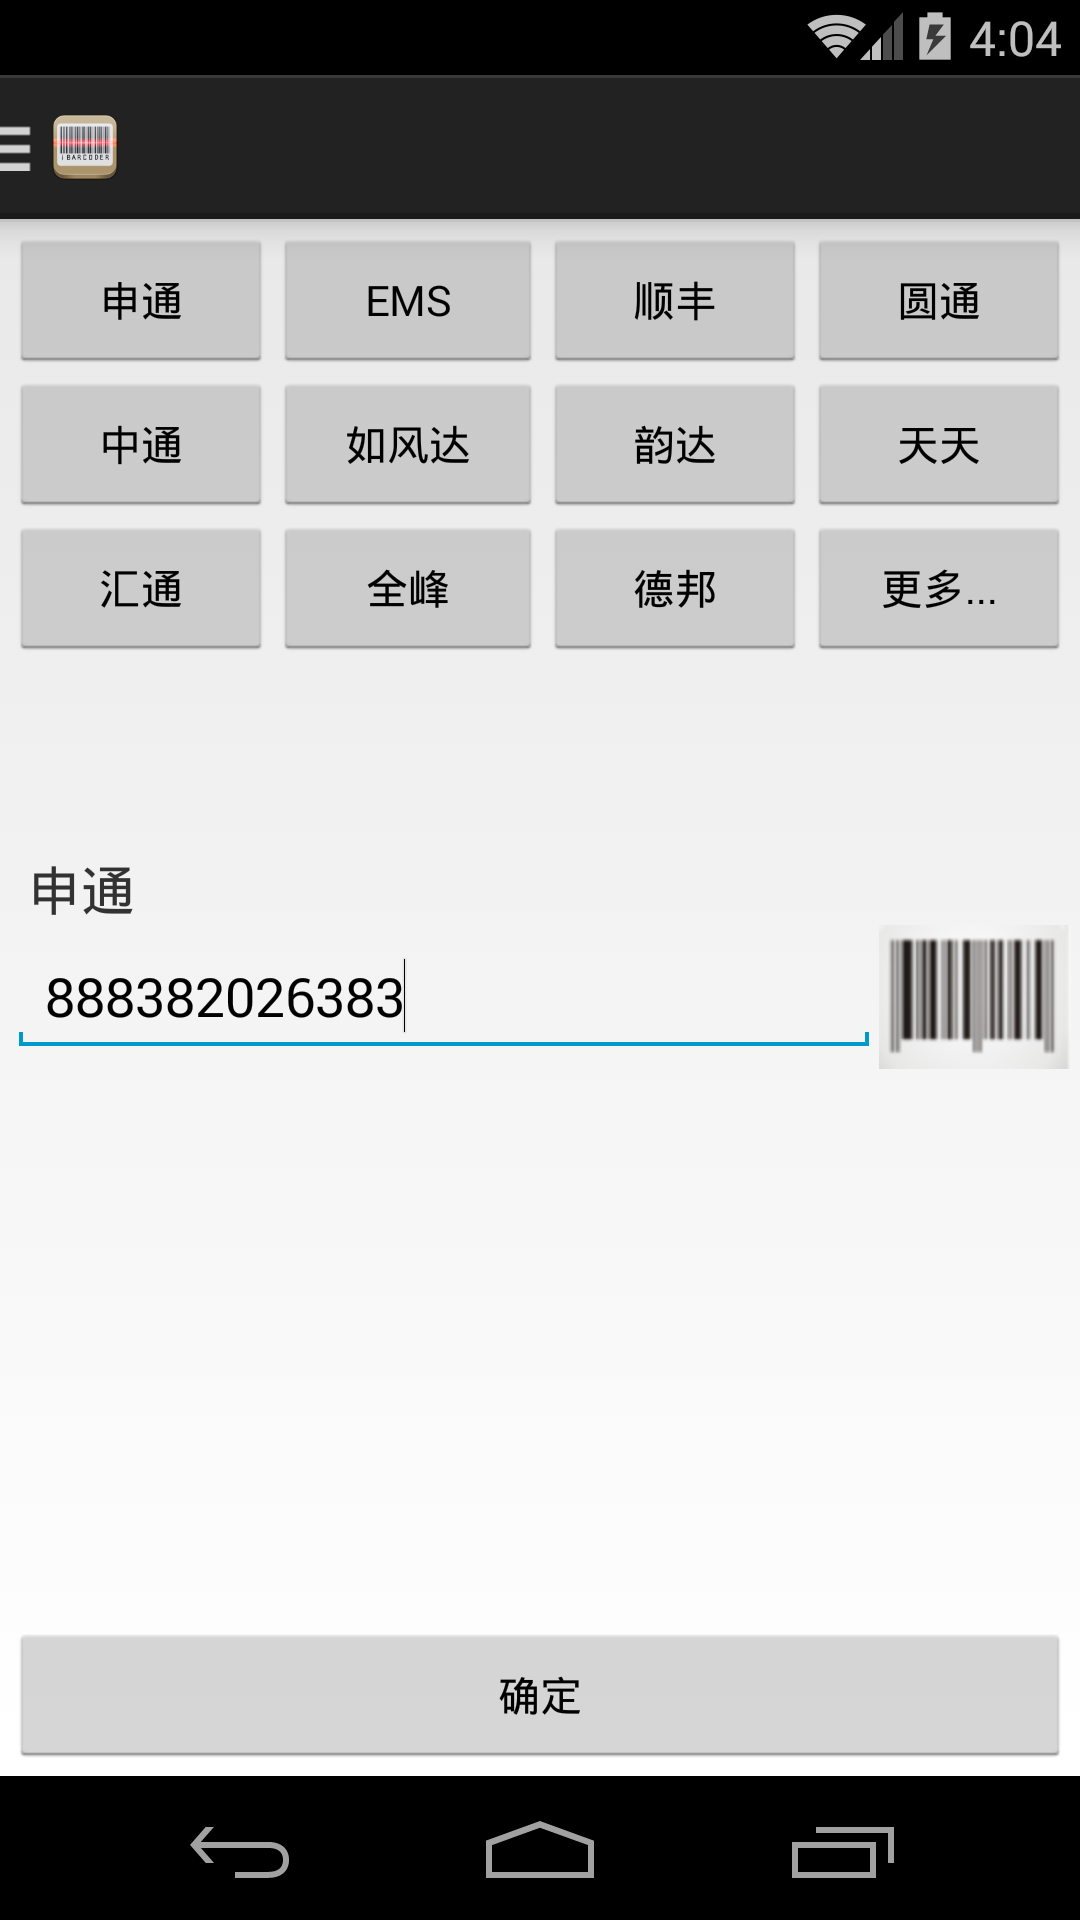 4:04
iBARCODER
申通 EMS 顺丰 圆通
中通 如风达 韵达 天天
汇通 全峰 德邦 更多...
申通
888382026383
确定